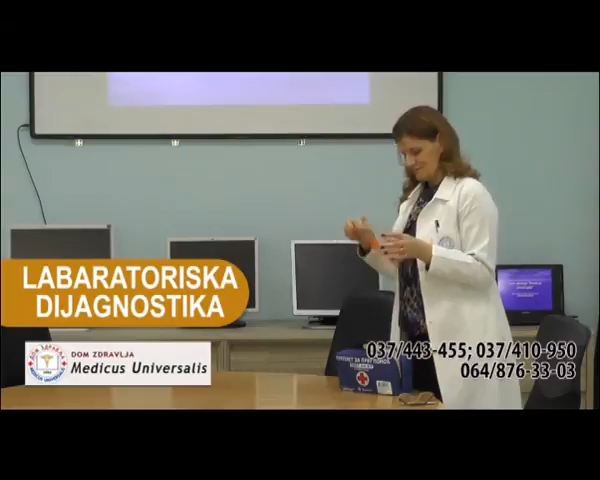 LABARATORISKA
DIJAGNOSTIKA
DOM ZDRAVLJA
Medicus Universalis
037/443-455; 037/410-950
064/876-33-03